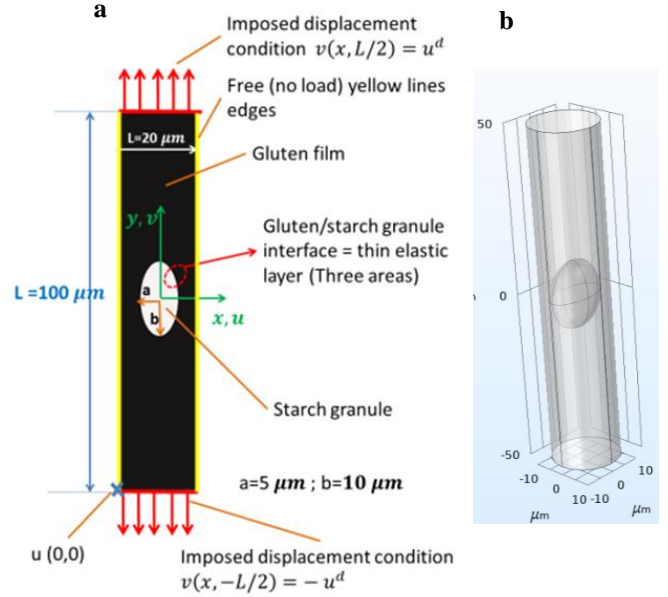 a
Imposed displacement
condition v(x, L/2) = u^d
Free (no load) yellow lines
edges
L=20 μm
Gluten film
y, v
Gluten/starch granule
interface = thin elastic
layer (Three areas)
L =100 μm
a
b
x, u
Starch granule
a=5 μm ; b=10 μm
u (0,0)
Imposed displacement condition
v(x, −L/2) = − u^d
b
50
0
-50
-10
0
10
-10
0
10
μm
μm